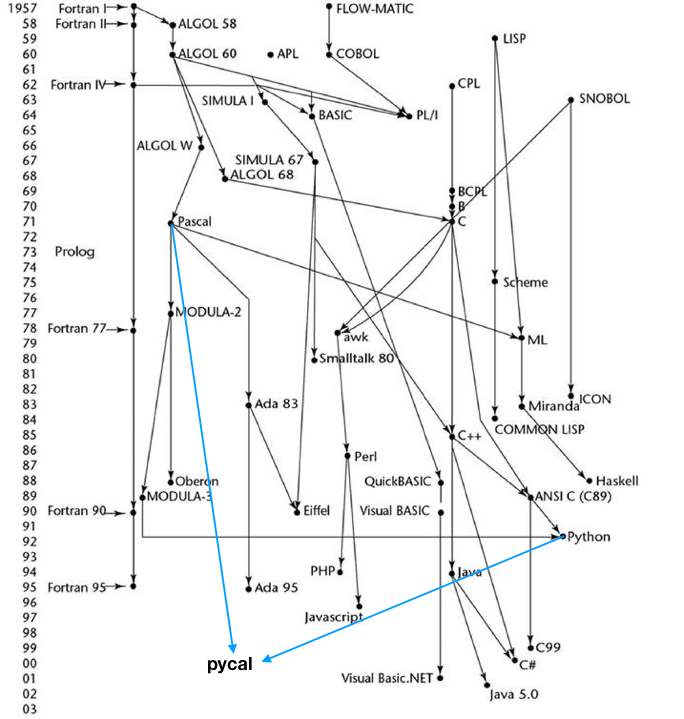 1957 Fortran I FLOW-MATIC
58 Fortran II ALGOL 58
59 LISP
60 ALGOL 60 APL COBOL
61
62 Fortran IV CPL
63 SIMULA I SNOBOL
64 BASIC PL/I
65
66 ALGOL W
67 SIMULA 67
68 ALGOL 68
69 BCPL
70 B
71 Pascal C
72
73 Prolog
74
75 Scheme
76
77 MODULA-2
78 Fortran 77 awk
79 ML
80 Smalltalk 80
81
82 ICON
83 Ada 83 Miranda
84 COMMON LISP
85 C++
86
87 Perl
88 Oberon QuickBASIC Haskell
89 MODULA-3 ANSI C (C89)
90 Fortran 90 Eiffel Visual BASIC
91
92 Python
93
94 PHP Java
95 Fortran 95 Ada 95
96
97 Javascript
98
99 C99
00 pycal C#
01 Visual Basic.NET
02 Java 5.0
03